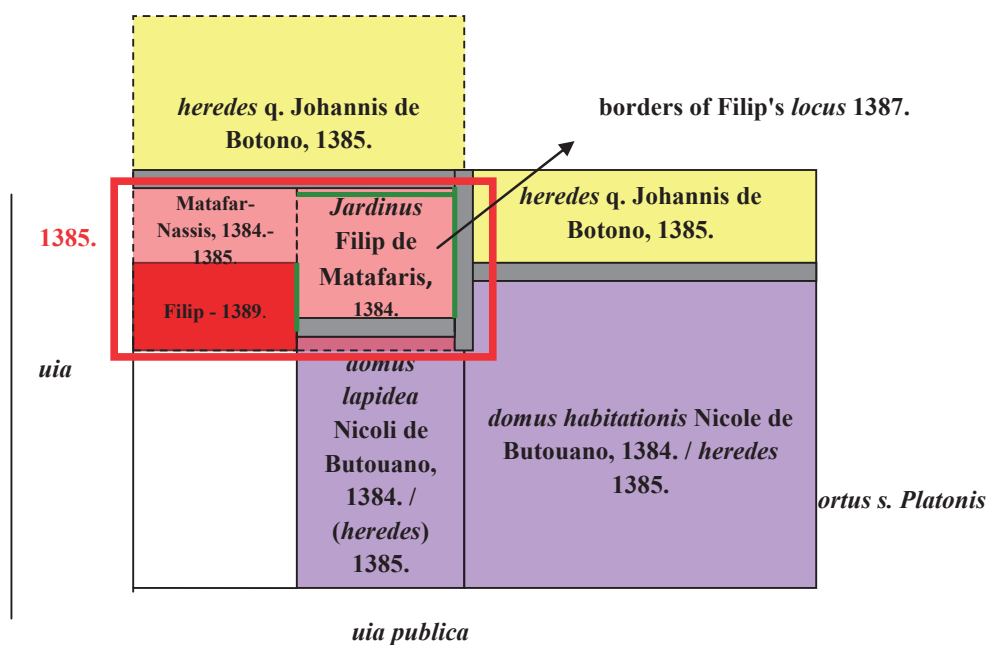 heredes q. Johannis de
Botono, 1385.
borders of Filip's locus 1387.
heredes q. Johannis de
Botono, 1385.
1385.
Matafar-
Nassis, 1384.-
1385.
Jardinus
Filip de
Matafaris,
1384.
Filip - 1389.
uia
domus
lapidea
Nicoli de
Butouano,
1384. /
(heredes)
1385.
domus habitationis Nicole de
Butouano, 1384. / heredes
1385.
ortus s. Platonis
uia publica